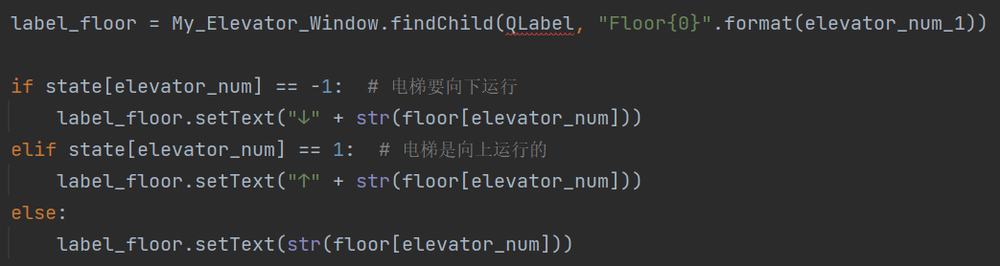 label_floor = My_Elevator_Window.findChild(QLabel, "Floor{0}".format(elevator_num_1))
if state[elevator_num] == -1:  # 电梯要向下运行
    label_floor.setText("↓" + str(floor[elevator_num]))
elif state[elevator_num] == 1:  # 电梯是向上运行的
    label_floor.setText("↑" + str(floor[elevator_num]))
else:
    label_floor.setText(str(floor[elevator_num]))